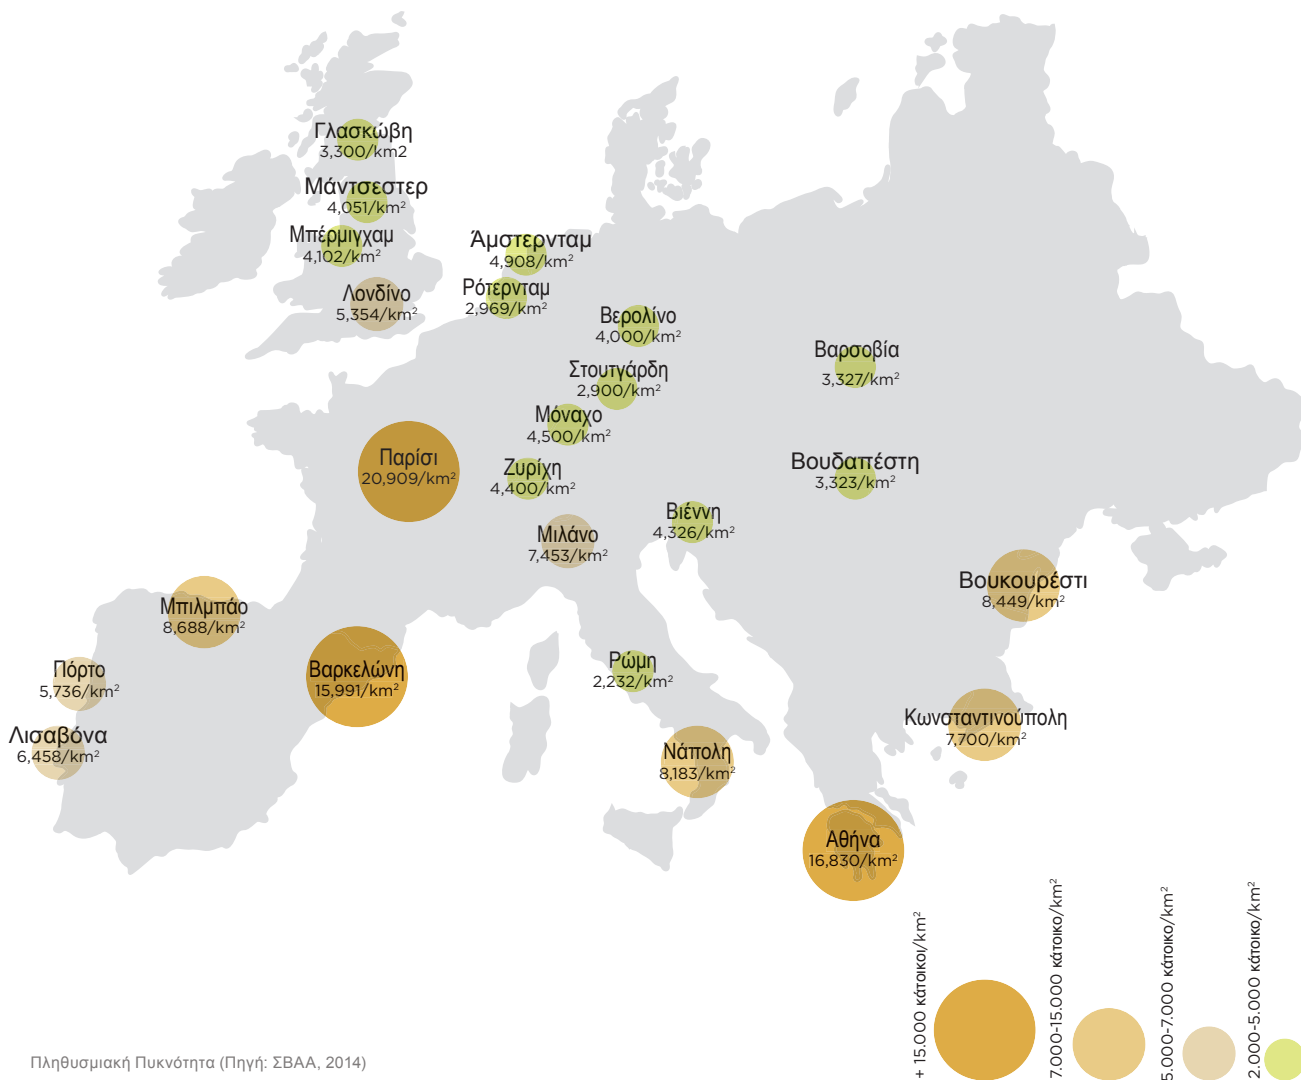 Γλασκώβη
3,300/km2
Μάντσεστερ
4,051/km²
Μπέρμιγχαμ
4,102/km²
Λονδίνο
5,354/km²
Άμστερνταμ
4,908/km²
Ρότερνταμ
2,969/km²
Βερολίνο
4,000/km²
Στουτγάρδη
2,900/km²
Μόναχο
4,500/km²
Ζυρίχη
4,400/km²
Βαρσοβία
3,327/km²
Βουδαπέστη
3,323/km²
Βιέννη
4,326/km²
Μιλάνο
7,453/km²
Παρίσι
20,909/km²
Μπιλμπάο
8,688/km²
Βαρκελώνη
15,991/km²
Πόρτο
5,736/km²
Λισαβόνα
6,458/km²
Ρώμη
2,232/km²
Νάπολη
8,183/km²
Βουκουρέστι
8,449/km²
Κωνσταντινούπολη
7,700/km²
Αθήνα
16,830/km²
+ 15.000 κάτοικοι/km²
7.000-15.000 κάτοικο/km²
5.000-7.000 κάτοικο/km²
2.000-5.000 κάτοικο/km²
Πληθυσμιακή Πυκνότητα (Πηγή: ΣΒΑΑ, 2014)